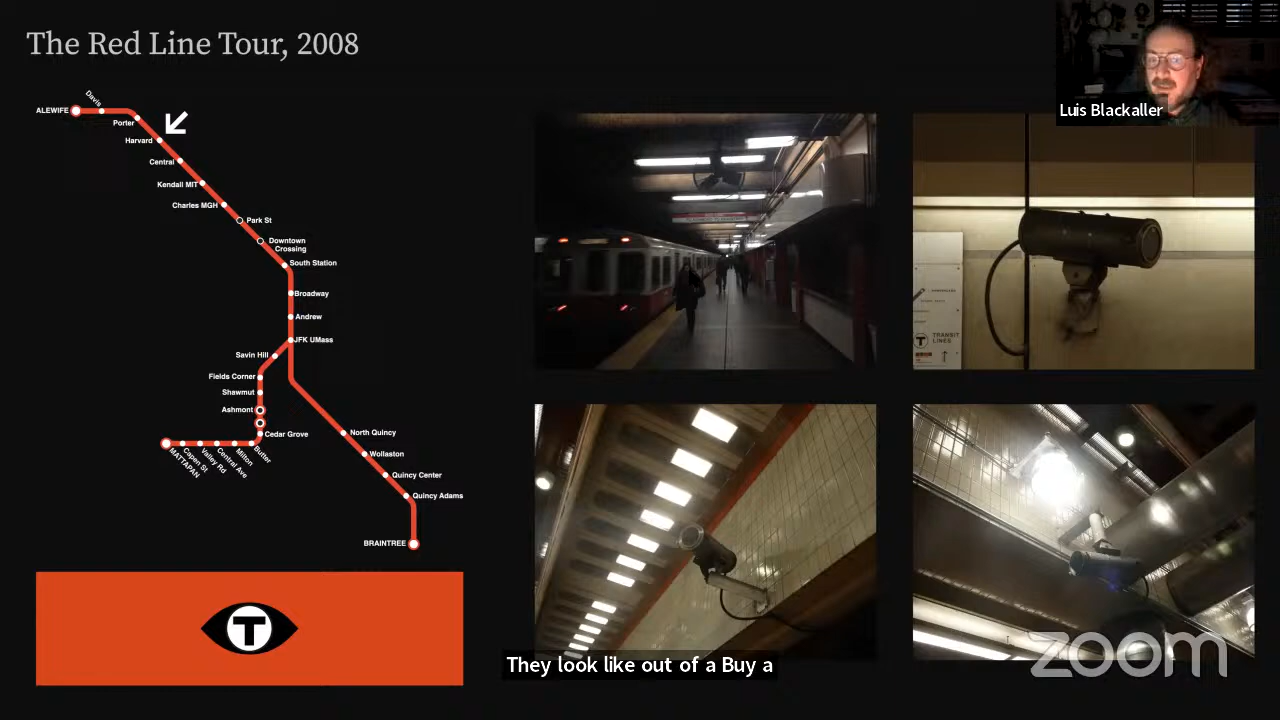 The Red Line Tour, 2008
Luis Blackaller
ALEWIFE
Davis
Porter
Harvard
Central
Kendall MIT
Charles MGH
Park St
Downtown
Crossing
South Station
Broadway
Andrew
JFK UMass
Savin Hill
Fields Corner
Shawmut
Ashmont
Cedar Grove
Butler
Milton
Central Ave
Valley Rd
Capen St
MATTAPAN
North Quincy
Wollaston
Quincy Center
Quincy Adams
BRAINTREE
T
T TRANSIT
LINES
They look like out of a Buy a
zoom